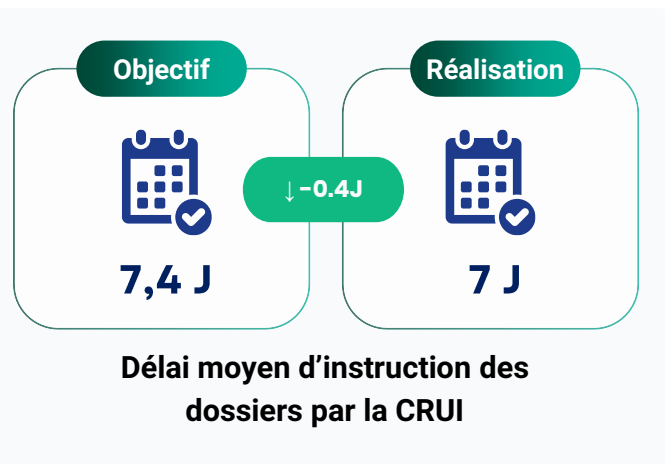 Objectif
Réalisation
↓-0.4J
7,4 J
7 J
Délai moyen d’instruction des
dossiers par la CRUI